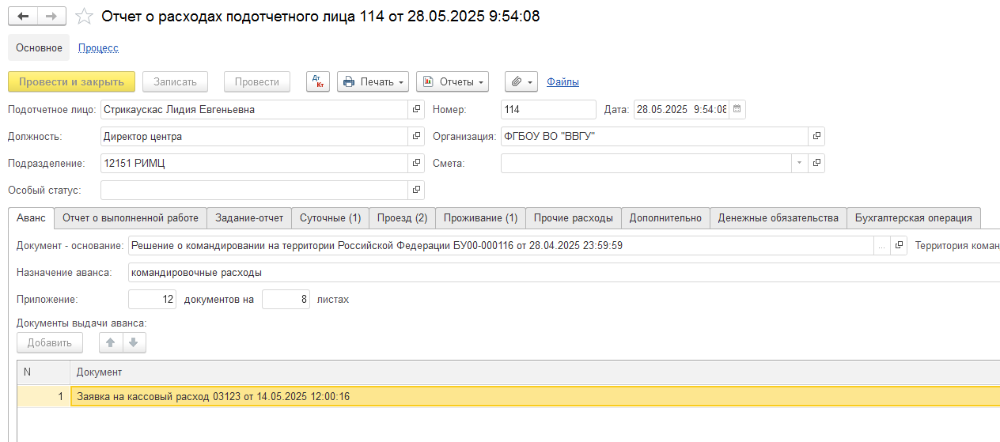 Отчет о расходах подотчетного лица 114 от 28.05.2025 9:54:08
Основное Процесс
Провести и закрыть Записать Провести Дт Кт Печать Отчеты Файлы
Подотчетное лицо: Стрикаускас Лидия Евгеньевна Номер: 114 Дата: 28.05.2025 9:54:08
Должность: Директор центра Организация: ФГБОУ ВО "ВВГУ"
Подразделение: 12151 РИМЦ Смета:
Особый статус:
Аванс Отчет о выполненной работе Задание-отчет Суточные (1) Проезд (2) Проживание (1) Прочие расходы Дополнительно Денежные обязательства Бухгалтерская операция
Документ - основание: Решение о командировании на территории Российской Федерации БУ00-000116 от 28.04.2025 23:59:59 ... Территория коман
Назначение аванса: командировочные расходы
Приложение: 12 документов на 8 листах
Документы выдачи аванса:
Добавить
N Документ
1 Заявка на кассовый расход 03123 от 14.05.2025 12:00:16